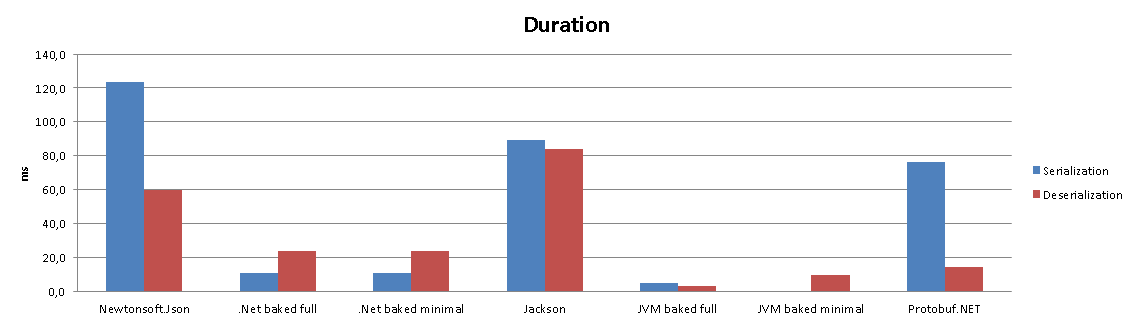 Duration
140,0
120,0
100,0
80,0
60,0
40,0
20,0
0,0
ms
Newtonsoft.Json
.Net baked full
.Net baked minimal
Jackson
JVM baked full
JVM baked minimal
Protobuf.NET
Serialization
Deserialization